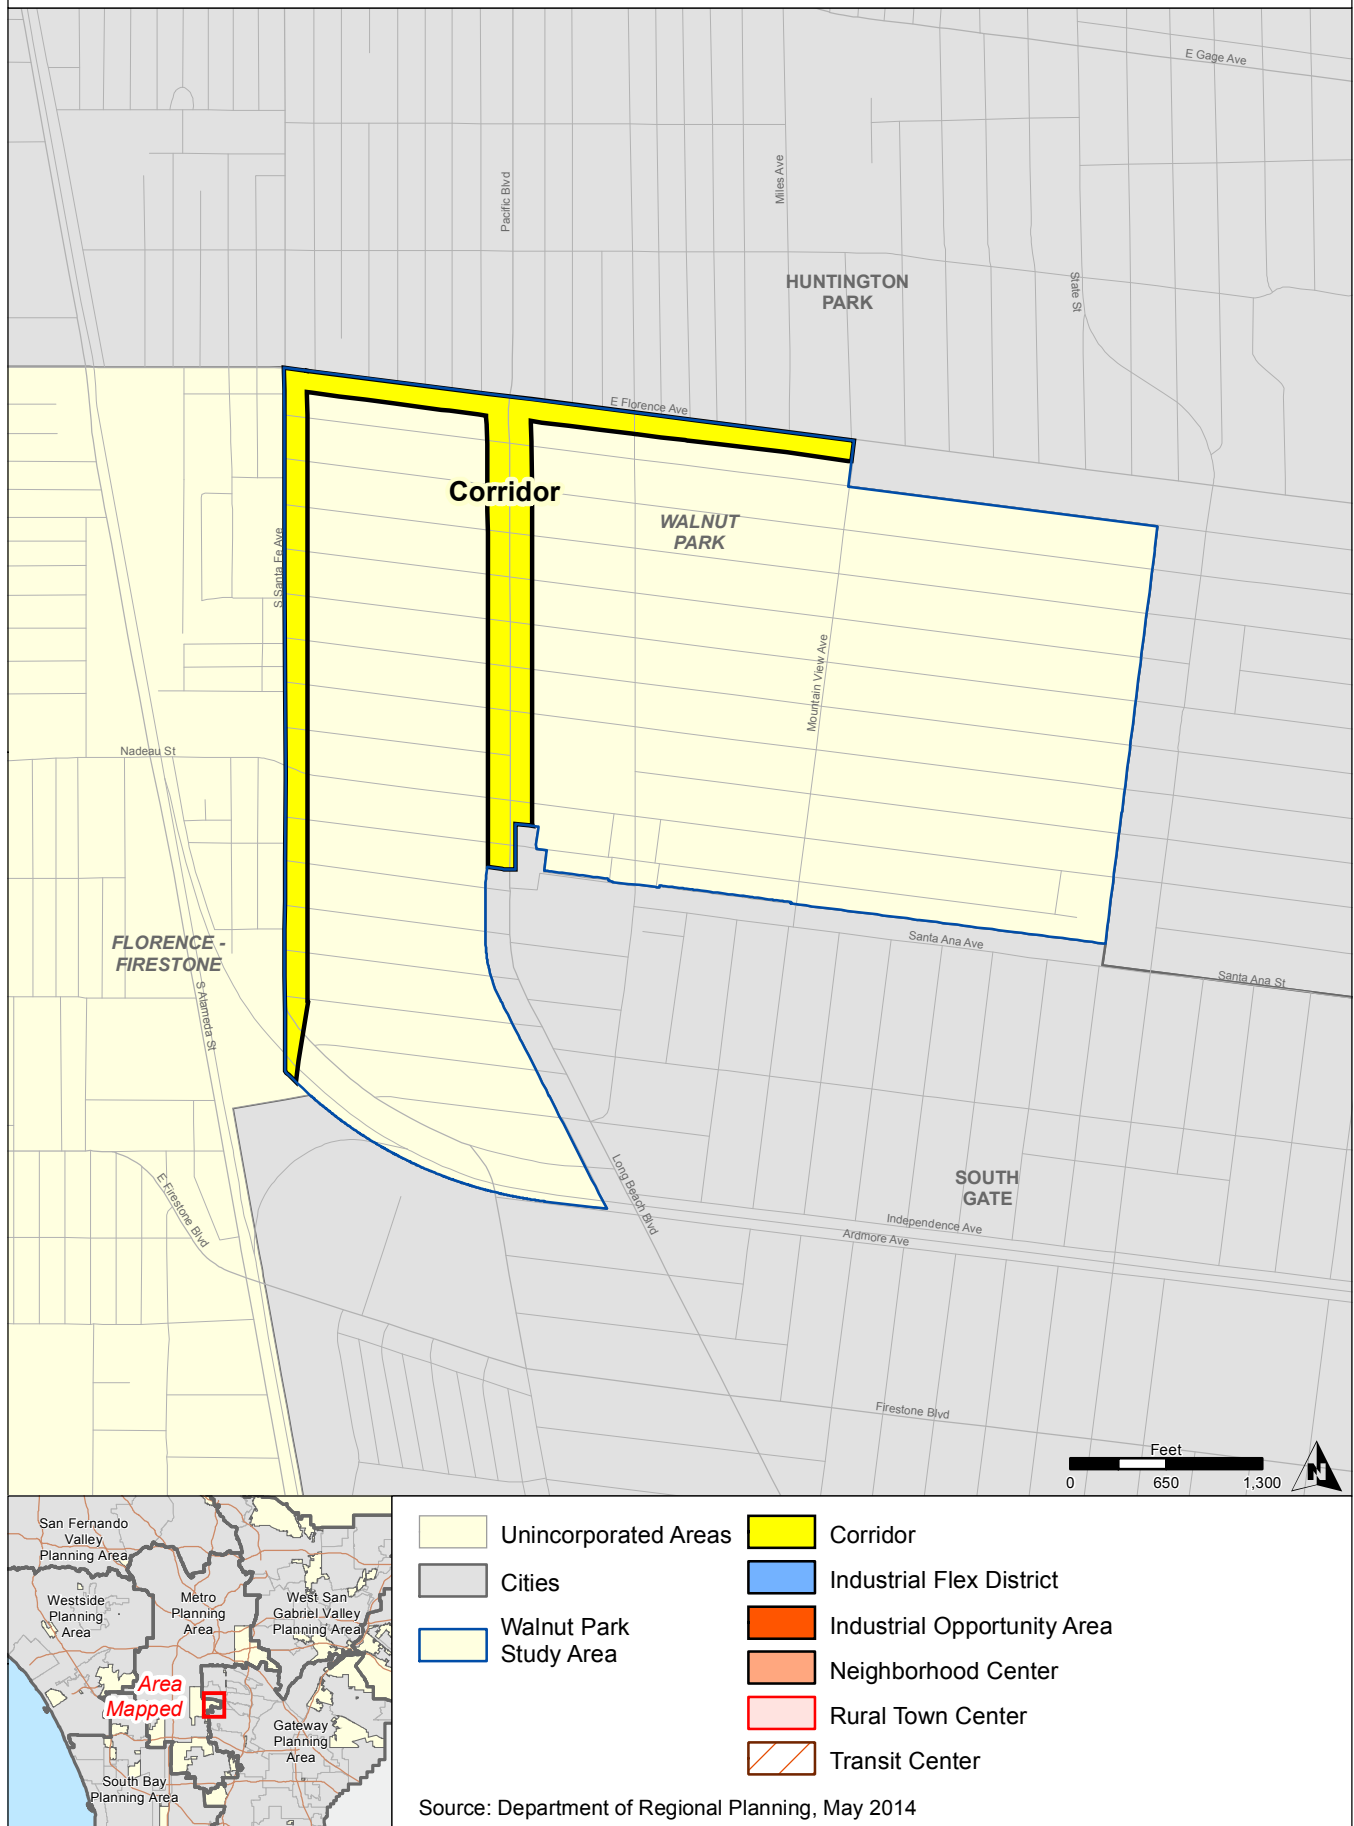 E Gage Ave
Pacific Blvd
Miles Ave
State St
HUNTINGTON
PARK
E Florence Ave
Corridor
WALNUT
PARK
S Santa Fe Ave
Mountain View Ave
Nadeau St
FLORENCE -
FIRESTONE
S Alameda St
Santa Ana Ave
Santa Ana St
E Firestone Blvd
Long Beach Blvd
SOUTH
GATE
Independence Ave
Ardmore Ave
Firestone Blvd
Feet
0 650 1,300
N
San Fernando
Valley
Planning Area
Westside
Planning
Area
Metro
Planning
Area
West San
Gabriel Valley
Planning Area
Area
Mapped
Gateway
Planning
Area
South Bay
Planning Area
Unincorporated Areas
Cities
Walnut Park
Study Area
Corridor
Industrial Flex District
Industrial Opportunity Area
Neighborhood Center
Rural Town Center
Transit Center
Source: Department of Regional Planning, May 2014